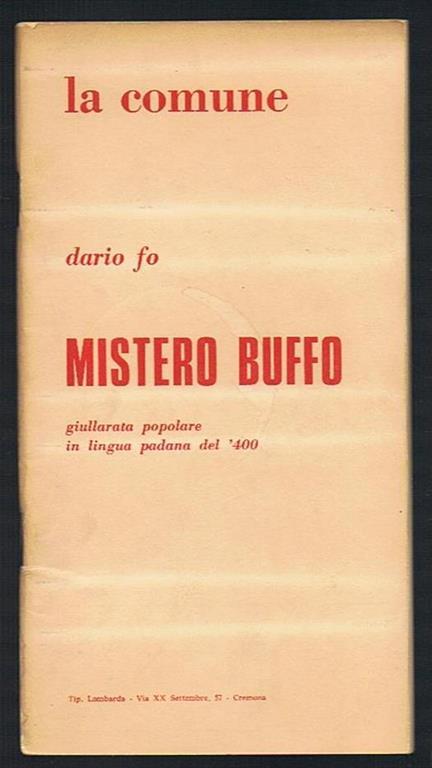 la comune
dario fo
MISTERO BUFFO
giullarata popolare
in lingua padana del '400
Tip. Lombarda - Via XX Settembre, 57 - Cremona